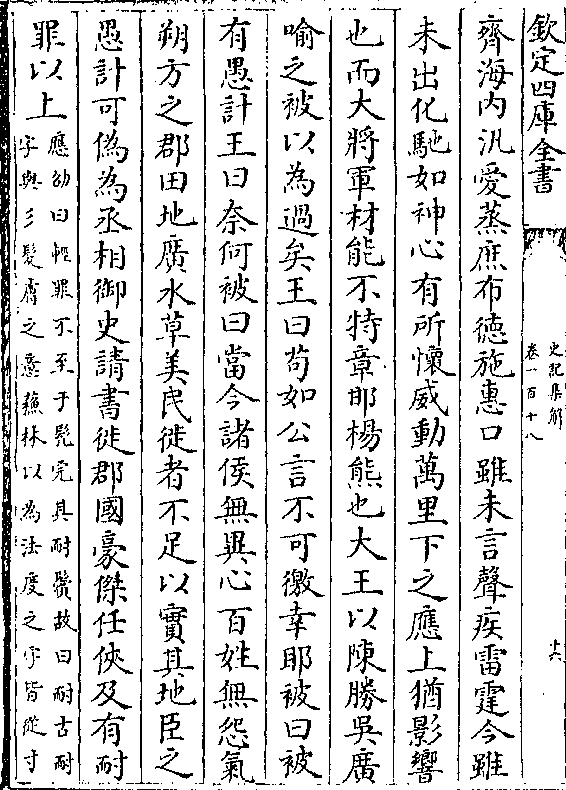 欽定四庫全書
史記集解
卷一百十八
十六
齊海内汎愛蒸庶布德施惠口雖未言聲疾雷霆今雖
未出化馳如神心有所懷威動萬里下之應上猶影響
也而大將軍材能不特章邯楊熊也大王以陳勝吳廣
喻之被以為過矣王曰苟如公言不可徼幸耶被曰被
有愚計王曰奈何被曰當今諸侯無異心百姓無怨氣
朔方之郡田地廣水草美民徙者不足以實其地臣之
愚計可偽為丞相御史請書徙郡國豪傑任俠及有耐
罪以上
應劭曰輕罪不至于髡完其耐鬢故曰耐古耐
字與彡髮膚之意蘇林以為法度之字皆從寸